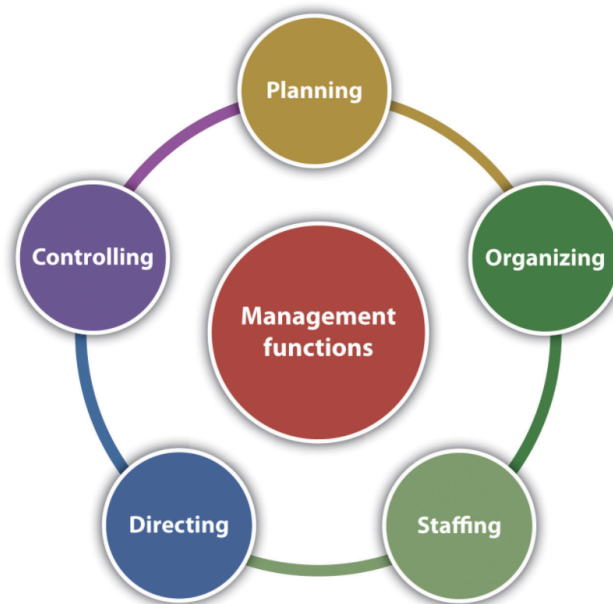 Planning
Controlling
Organizing
Management
functions
Directing
Staffing